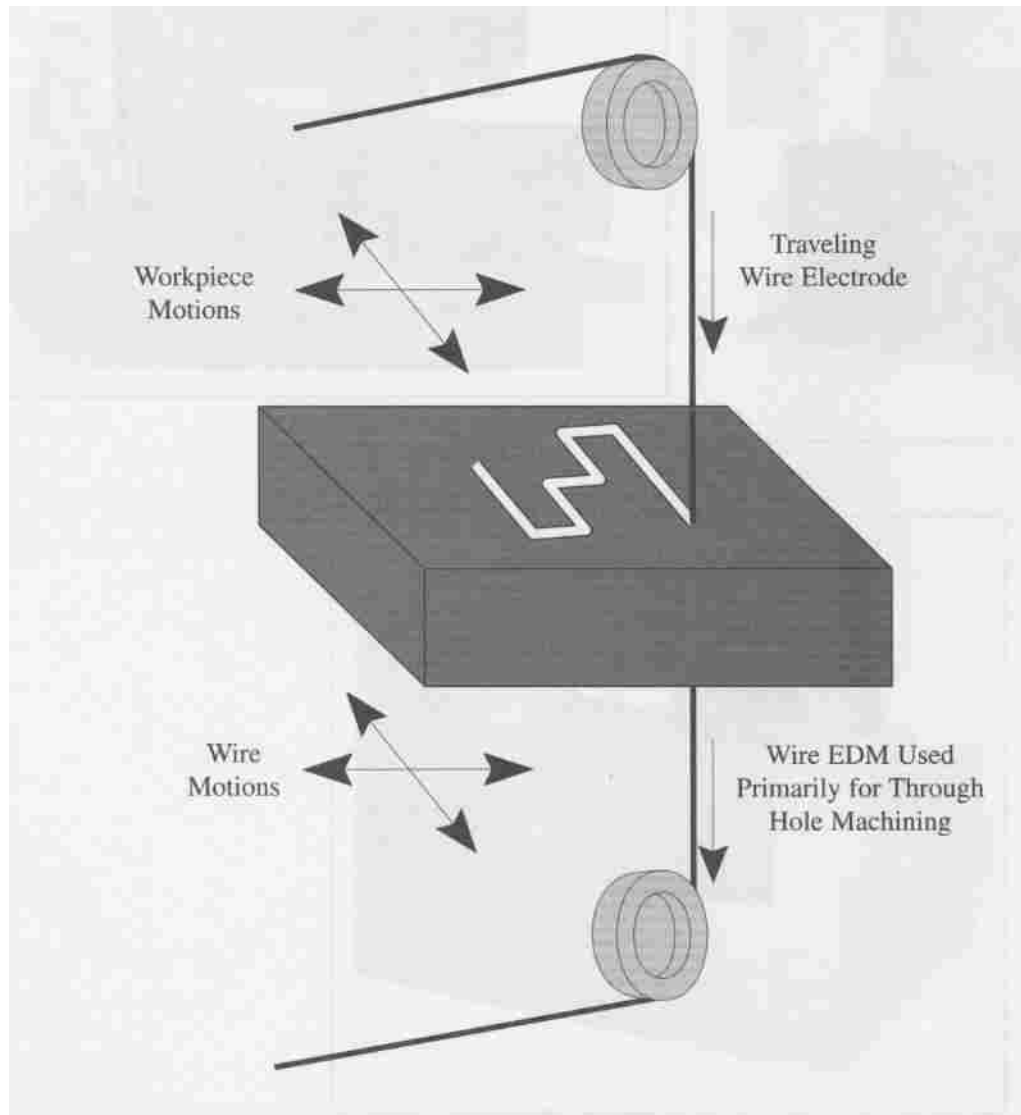 Traveling
Wire Electrode
Workpiece
Motions
Wire
Motions
Wire EDM Used
Primarily for Through
Hole Machining